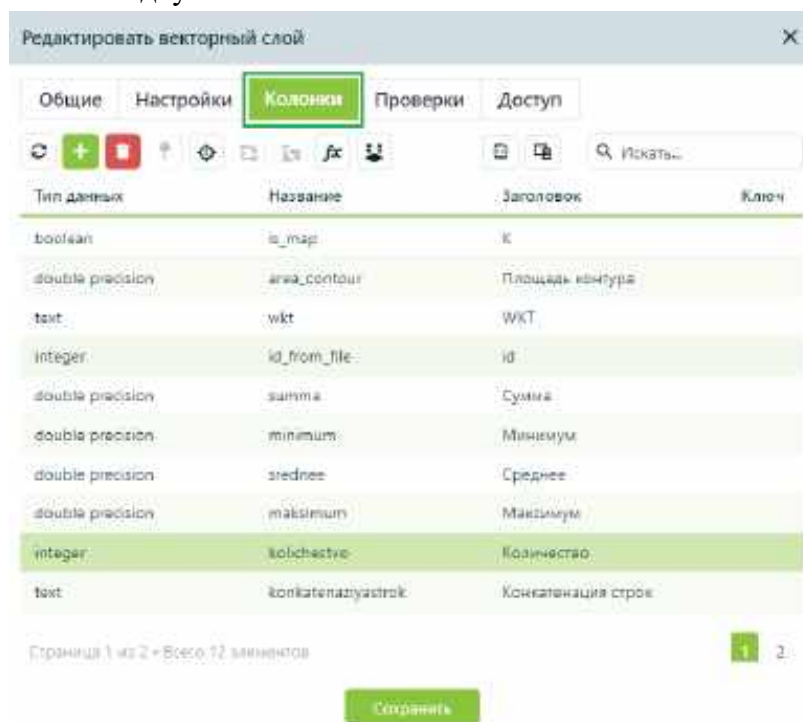 Редактировать векторный слой
Общие Настройки Колонки Проверки Доступ
fx Искать...
Тип данных Название Заголовок Ключ
boolean is_map К
double precision area_contour Площадь контура
text wkt WKT
integer id_from_file id
double precision summa Сумма
double precision minimum Минимум
double precision srednee Среднее
double precision maksimum Максимум
integer kolichestvo Количество
text konkatenaziyastrok Конкатенация строк
Страница 1 из 2 • Всего 12 элементов 1 2
Сохранить